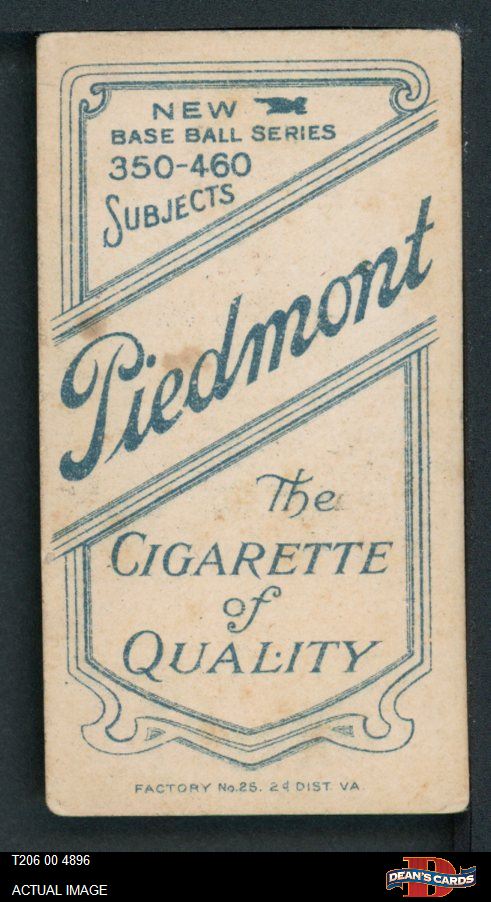 NEW
BASE BALL SERIES
350-460
SUBJECTS
Piedmont
The
CIGARETTE
of
QUALITY
FACTORY No. 25. 2d DIST. VA.
T206 00 4896
ACTUAL IMAGE
D
DEAN'S CARDS